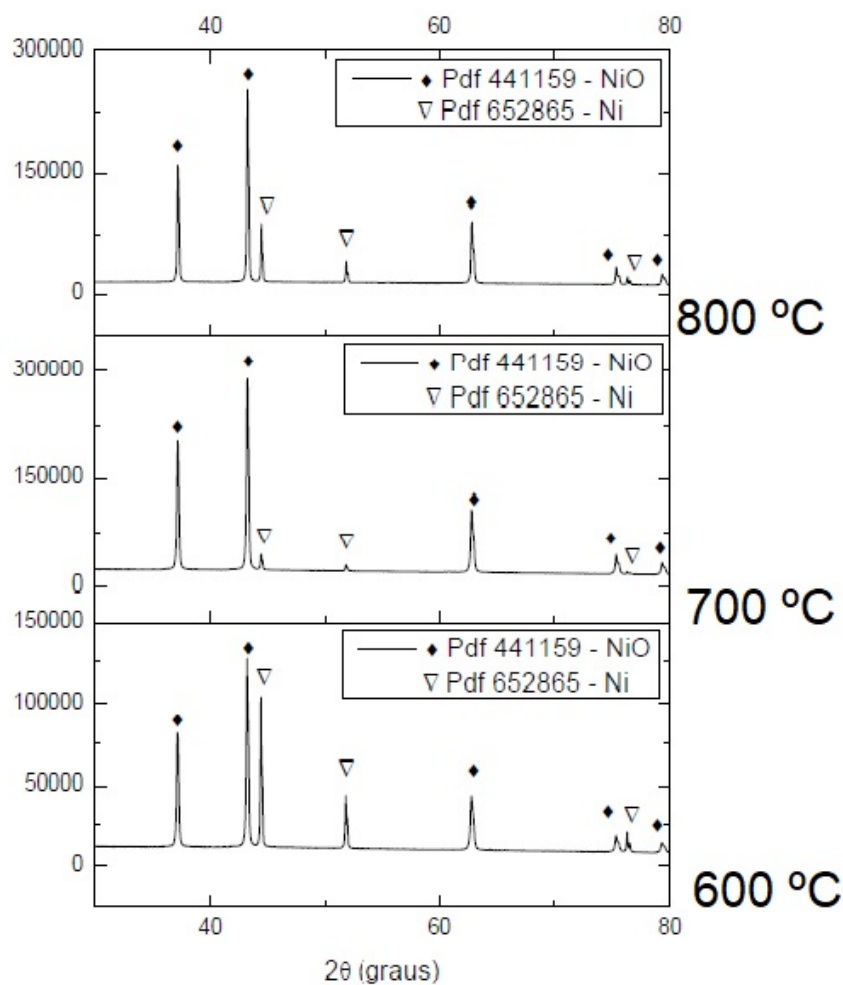 40 60 80
300000
♦ Pdf 441159 - NiO
▽ Pdf 652865 - Ni
150000
0
800 ºC
300000
♦ Pdf 441159 - NiO
▽ Pdf 652865 - Ni
150000
0
700 ºC
150000
♦ Pdf 441159 - NiO
▽ Pdf 652865 - Ni
100000
50000
0
600 ºC
40 60 80
2θ (graus)